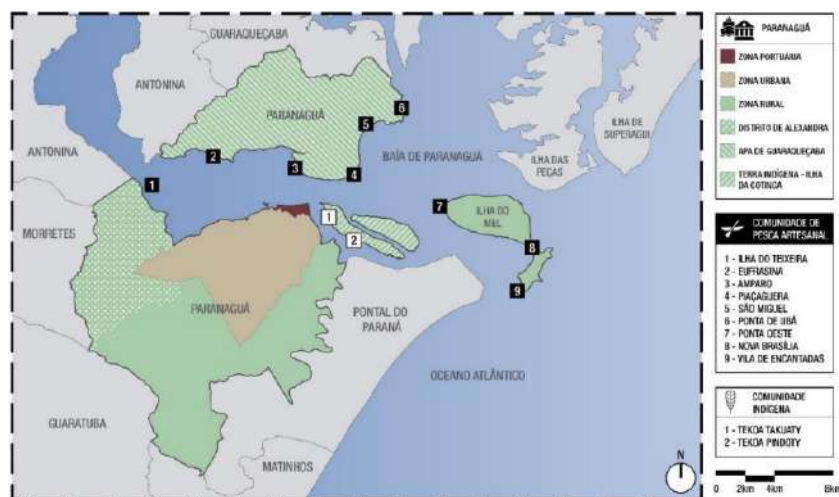 GUARAQUEÇABA
ANTONINA
PARANAGUÁ
6
5
ANTONINA
2
3
4
BAÍA DE PARANAGUÁ
ILHA DAS
PEÇAS
ILHA DE
SUPERAGUI
1
MORRETES
1
2
7
ILHA DO
MEL
8
9
PARANAGUÁ
PONTAL DO
PARANÁ
OCEANO ATLÂNTICO
GUARATUBA
MATINHOS
N
PARANAGUÁ
ZONA PORTUÁRIA
ZONA URBANA
ZONA RURAL
DISTRITO DE ALEXANDRA
APA DE GUARAQUEÇABA
TERRA INDÍGENA - ILHA
DA COTINGA
COMUNIDADE DE
PESCA ARTESANAL
1 - ILHA DO TEIXEIRA
2 - EUFRASINA
3 - AMPARO
4 - PIAÇAGUERA
5 - SÃO MIGUEL
6 - PONTA DE UBÁ
7 - PONTA OESTE
8 - NOVA BRASÍLIA
9 - VILA DE ENCANTADAS
COMUNIDADE
INDÍGENA
1 - TEKOA TAKUATY
2 - TEKOA PINDOTY
0 2km 4km 8km